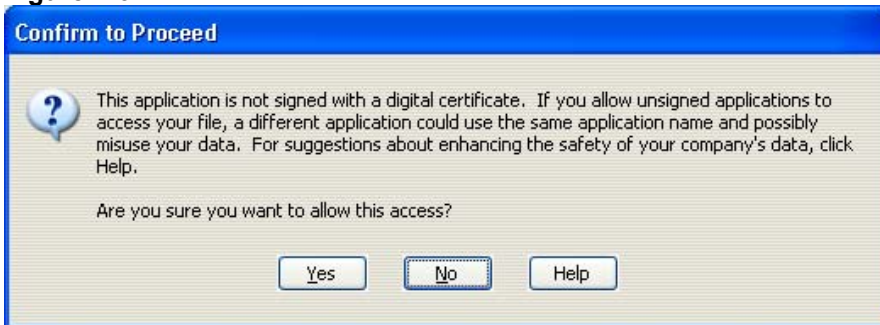 Confirm to Proceed
This application is not signed with a digital certificate. If you allow unsigned applications to
access your file, a different application could use the same application name and possibly
misuse your data. For suggestions about enhancing the safety of your company's data, click
Help.
Are you sure you want to allow this access?
Yes No Help